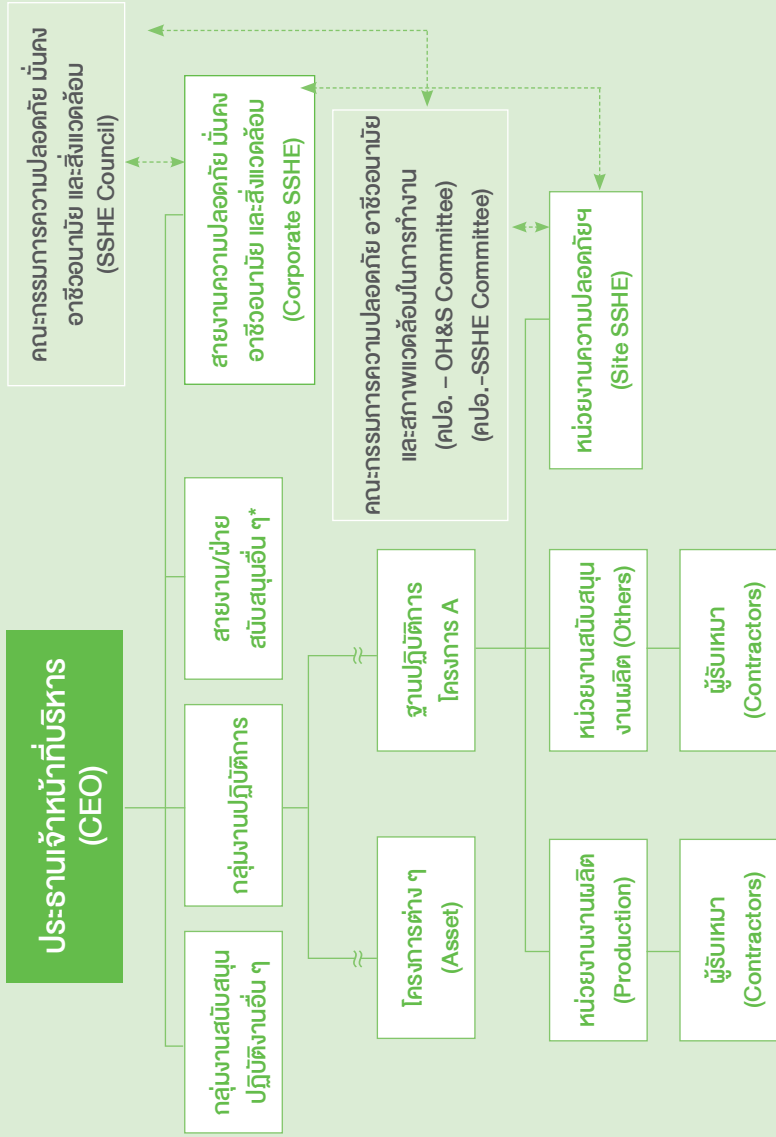 ประธานเจ้าหน้าที่บริหาร
(CEO)
คณะกรรมการความปลอดภัย มั่นคง
อาชีวอนามัย และสิ่งแวดล้อม
(SSHE Council)
กลุ่มงานสนับสนุน
ปฏิบัติงานอื่น ๆ
กลุ่มงานปฏิบัติการ
สายงาน/ฝ่าย
สนับสนุนอื่น ๆ*
สายงานความปลอดภัย มั่นคง
อาชีวอนามัย และสิ่งแวดล้อม
(Corporate SSHE)
โครงการต่าง ๆ
(Asset)
ฐานปฏิบัติการ
โครงการ A
คณะกรรมการความปลอดภัย อาชีวอนามัย
และสภาพแวดล้อมในการทำงาน
(คปอ. – OH&S Committee)
(คปอ.-SSHE Committee)
หน่วยงานงานผลิต
(Production)
หน่วยงานสนับสนุน
งานผลิต (Others)
หน่วยงานความปลอดภัยฯ
(Site SSHE)
ผู้รับเหมา
(Contractors)
ผู้รับเหมา
(Contractors)